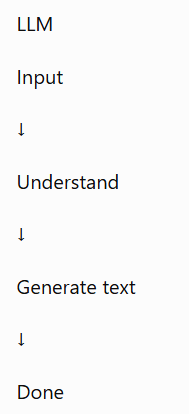 LLM
Input
↓
Understand
↓
Generate text
↓
Done